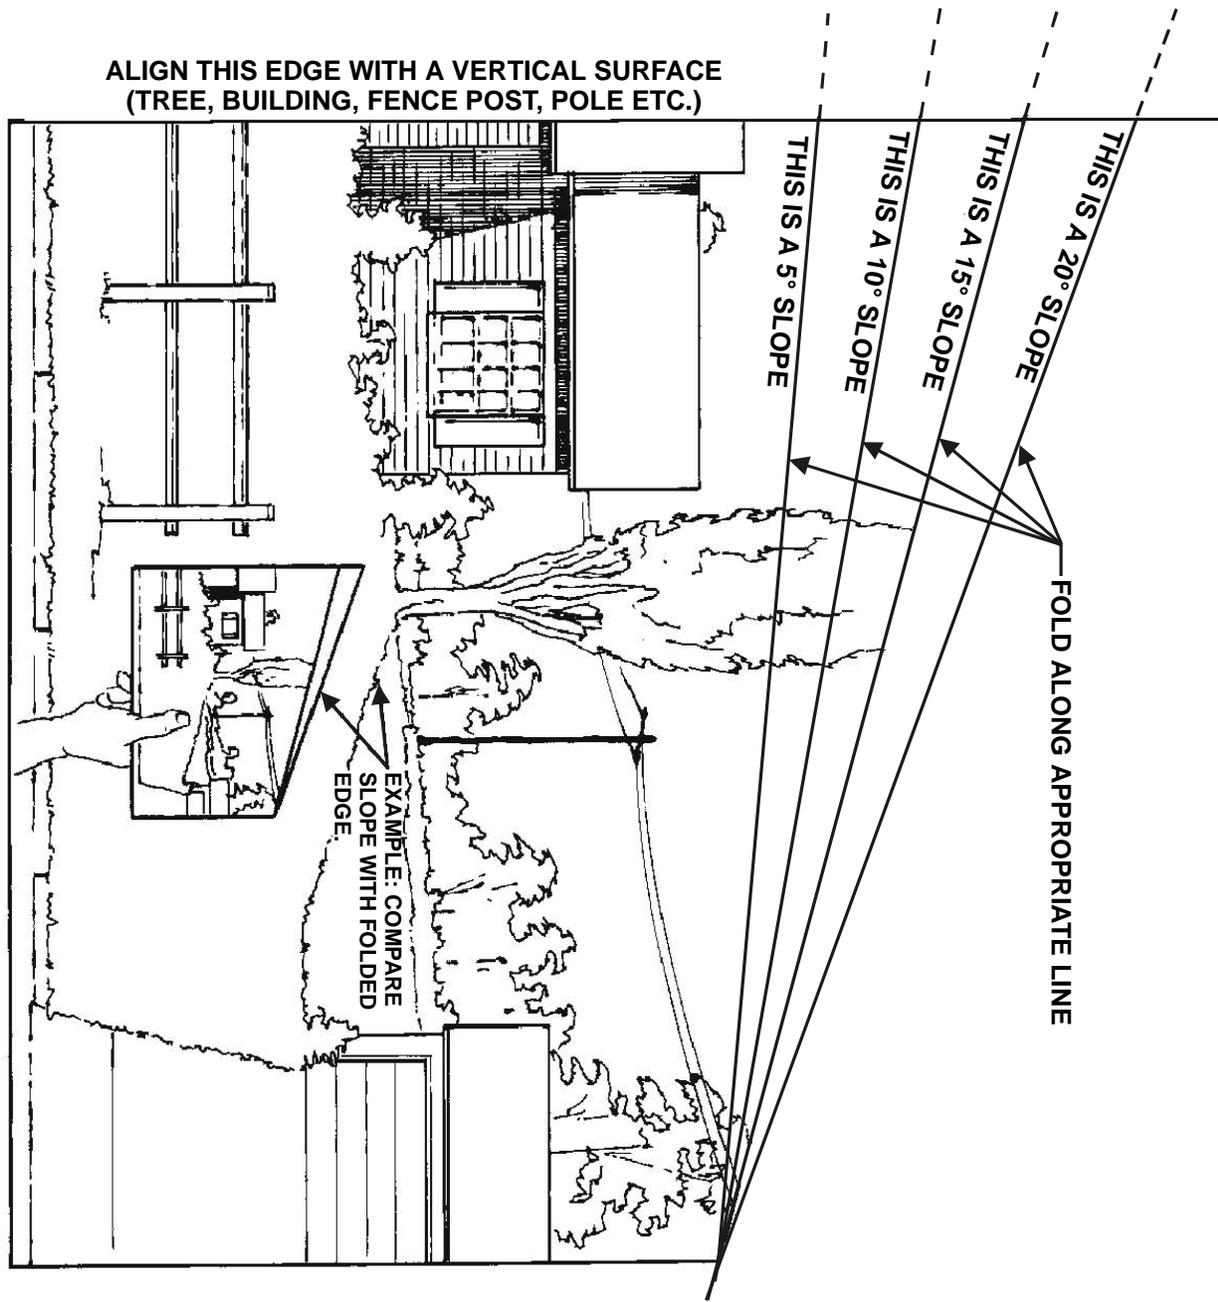 ALIGN THIS EDGE WITH A VERTICAL SURFACE
(TREE, BUILDING, FENCE POST, POLE ETC.)
THIS IS A 5° SLOPE
THIS IS A 10° SLOPE
THIS IS A 15° SLOPE
THIS IS A 20° SLOPE
FOLD ALONG APPROPRIATE LINE
EXAMPLE: COMPARE
SLOPE WITH FOLDED
EDGE.